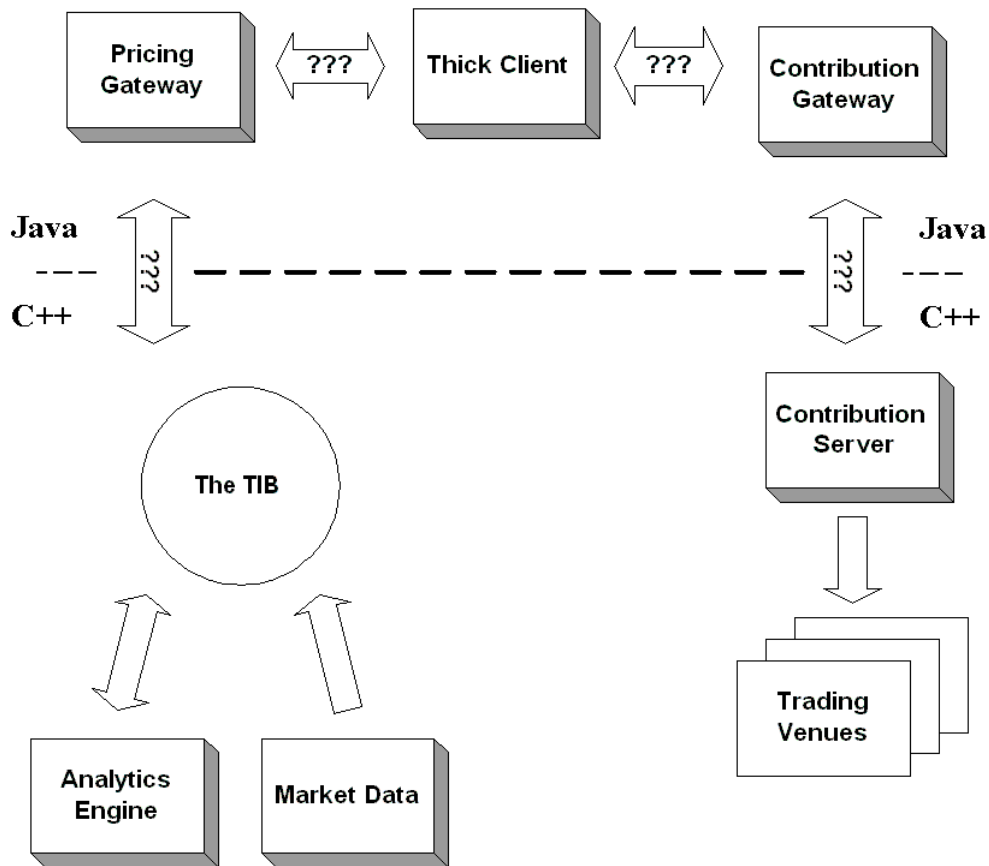 Pricing
Gateway
???
Thick Client
???
Contribution
Gateway
Java
C++
???
???
Java
C++
The TIB
Contribution
Server
Analytics
Engine
Market Data
Trading
Venues